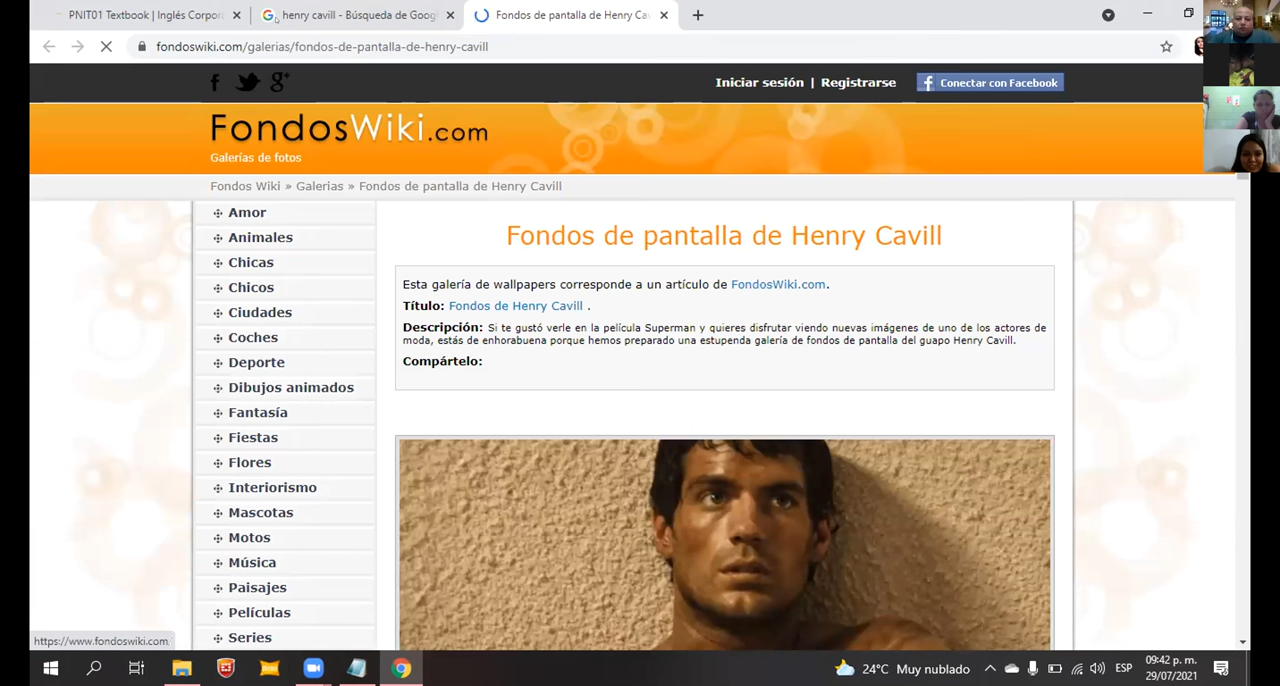 PNIT01 Textbook | Inglés Corpor
henry cavill - Búsqueda de Goog
Fondos de pantalla de Henry Cav
fondoswiki.com/galerias/fondos-de-pantalla-de-henry-cavill
Iniciar sesión | Registrarse
Conectar con Facebook
FondosWiki.com
Galerías de fotos
Fondos Wiki » Galerias » Fondos de pantalla de Henry Cavill
Amor
Animales
Chicas
Chicos
Ciudades
Coches
Deporte
Dibujos animados
Fantasía
Fiestas
Flores
Interiorismo
Mascotas
Motos
Música
Paisajes
Películas
Series
Fondos de pantalla de Henry Cavill
Esta galería de wallpapers corresponde a un artículo de FondosWiki.com.
Título: Fondos de Henry Cavill .
Descripción: Si te gustó verle en la película Superman y quieres disfrutar viendo nuevas imágenes de uno de los actores de
moda, estás de enhorabuena porque hemos preparado una estupenda galería de fondos de pantalla del guapo Henry Cavill.
Compártelo:
https://www.fondoswiki.com
24°C Muy nublado
ESP
09:42 p. m.
29/07/2021